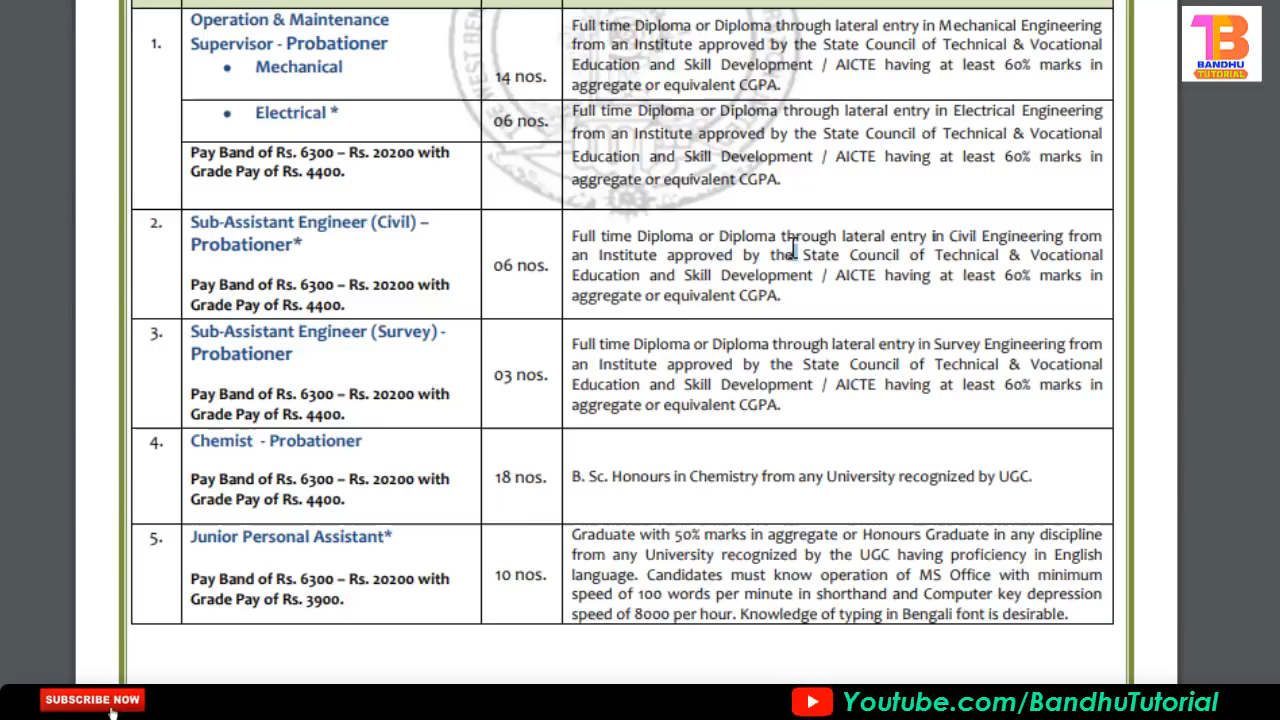 1.
Operation & Maintenance
Supervisor - Probationer
• Mechanical
14 nos.
Full time Diploma or Diploma through lateral entry in Mechanical Engineering
from an Institute approved by the State Council of Technical & Vocational
Education and Skill Development / AICTE having at least 60% marks in
aggregate or equivalent CGPA.
• Electrical *
06 nos.
Full time Diploma or Diploma through lateral entry in Electrical Engineering
from an Institute approved by the State Council of Technical & Vocational
Education and Skill Development / AICTE having at least 60% marks in
aggregate or equivalent CGPA.
Pay Band of Rs. 6300 – Rs. 20200 with
Grade Pay of Rs. 4400.
2.
Sub-Assistant Engineer (Civil) –
Probationer*
Pay Band of Rs. 6300 – Rs. 20200 with
Grade Pay of Rs. 4400.
06 nos.
Full time Diploma or Diploma through lateral entry in Civil Engineering from
an Institute approved by the State Council of Technical & Vocational
Education and Skill Development / AICTE having at least 60% marks in
aggregate or equivalent CGPA.
3.
Sub-Assistant Engineer (Survey) -
Probationer
Pay Band of Rs. 6300 – Rs. 20200 with
Grade Pay of Rs. 4400.
03 nos.
Full time Diploma or Diploma through lateral entry in Survey Engineering from
an Institute approved by the State Council of Technical & Vocational
Education and Skill Development / AICTE having at least 60% marks in
aggregate or equivalent CGPA.
4.
Chemist - Probationer
Pay Band of Rs. 6300 – Rs. 20200 with
Grade Pay of Rs. 4400.
18 nos.
B. Sc. Honours in Chemistry from any University recognized by UGC.
5.
Junior Personal Assistant*
Pay Band of Rs. 6300 – Rs. 20200 with
Grade Pay of Rs. 3900.
10 nos.
Graduate with 50% marks in aggregate or Honours Graduate in any discipline
from any University recognized by the UGC having proficiency in English
language. Candidates must know operation of MS Office with minimum
speed of 100 words per minute in shorthand and Computer key depression
speed of 8000 per hour. Knowledge of typing in Bengali font is desirable.
TB
BANDHU
TUTORIAL
SUBSCRIBE NOW
Youtube.com/BandhuTutorial